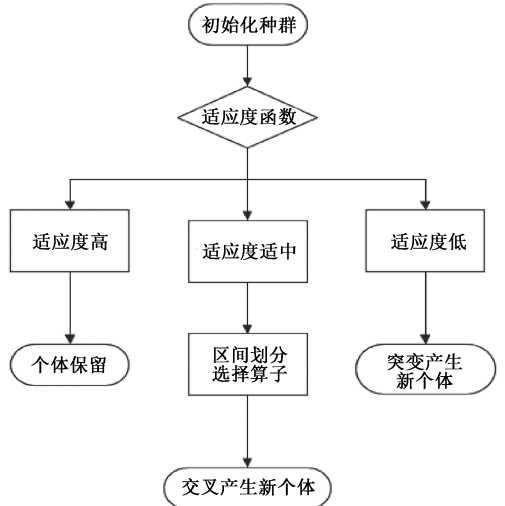 初始化种群
适应度函数
适应度高
适应度适中
适应度低
个体保留
区间划分
选择算子
突变产生
新个体
交叉产生新个体